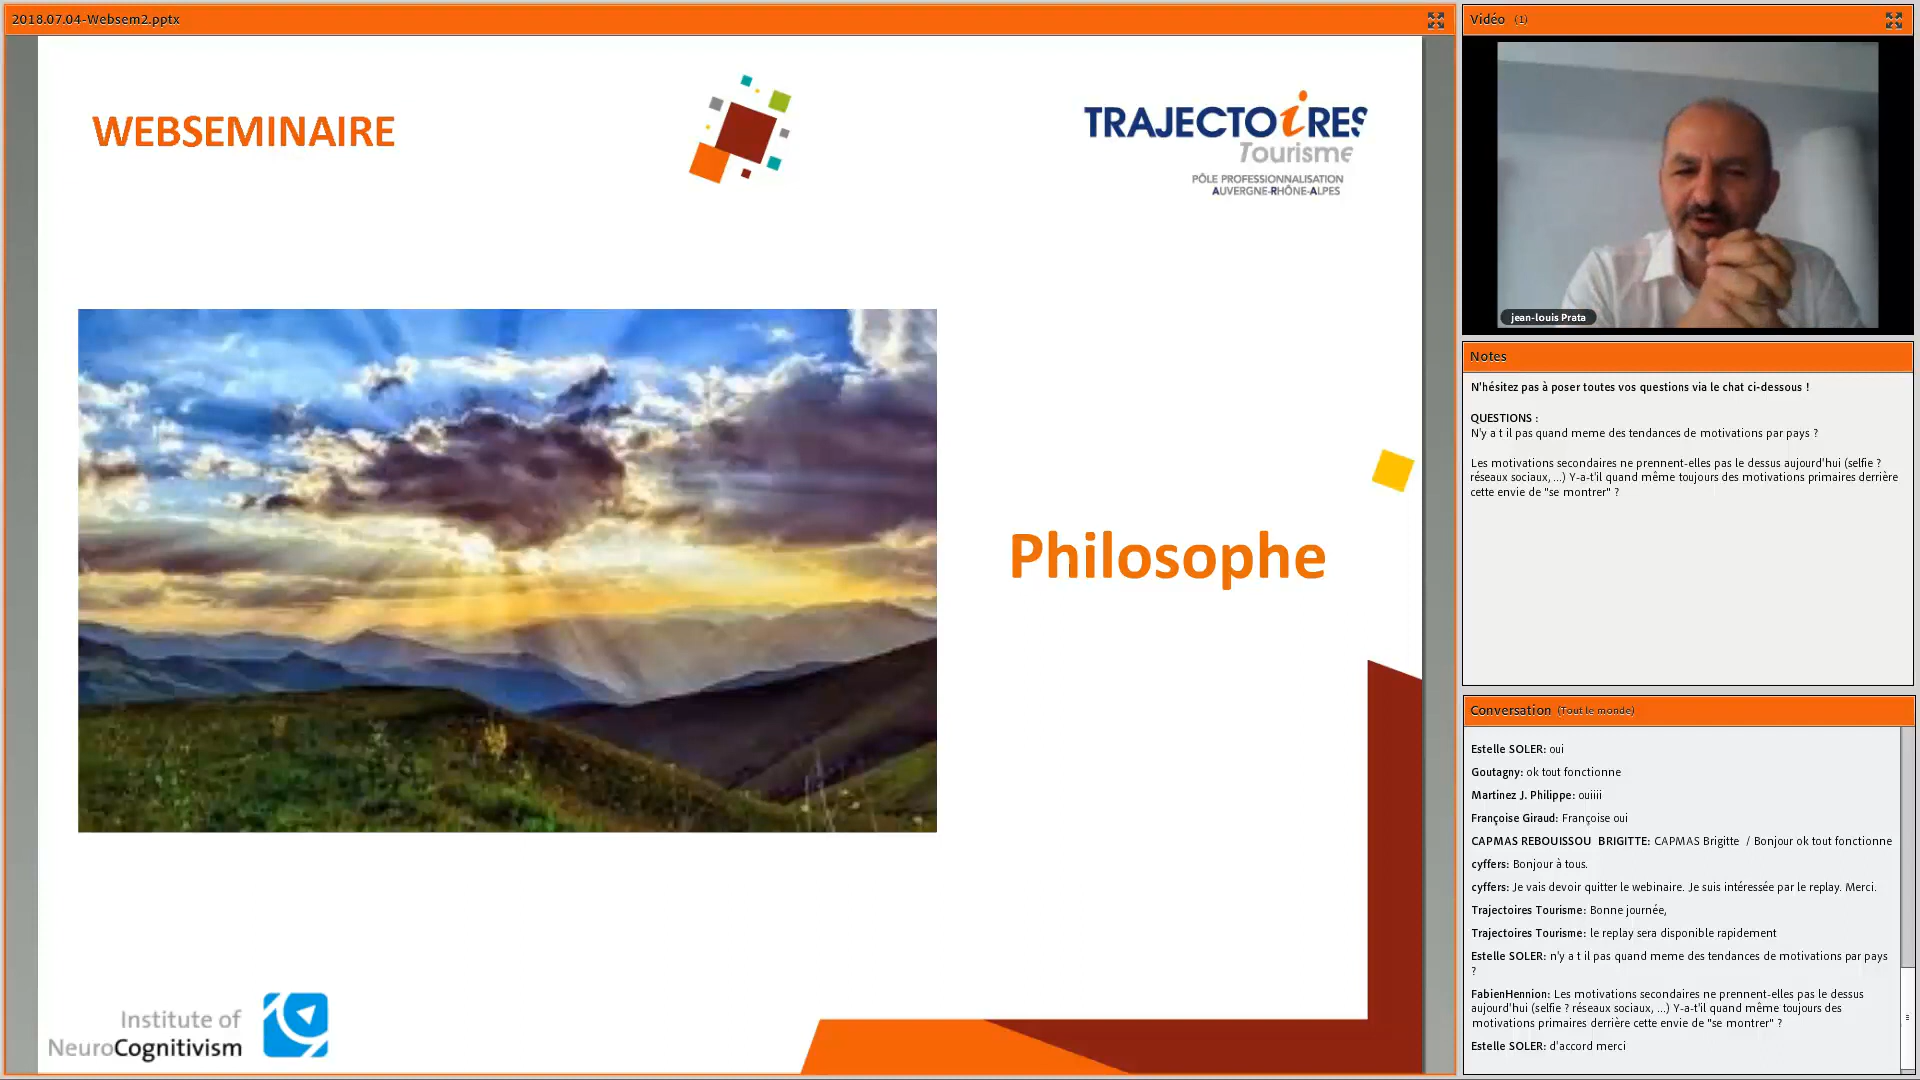 2018.07.04-Websem2.pptx
WEBSEMINAIRE
TRAJECTOiRES
Tourisme
PÔLE PROFESSIONNALISATION
AUVERGNE-RHÔNE-ALPES
Philosophe
Institute of
NeuroCognitivism
Vidéo (1)
jean-louis Prata
Notes
N'hésitez pas à poser toutes vos questions via le chat ci-dessous !
QUESTIONS :
N'y a t il pas quand meme des tendances de motivations par pays ?
Les motivations secondaires ne prennent-elles pas le dessus aujourd'hui (selfie ?
réseaux sociaux, ...) Y-a-t'il quand même toujours des motivations primaires derrière
cette envie de "se montrer" ?
Conversation (Tout le monde)
Estelle SOLER: oui
Goutagny: ok tout fonctionne
Martinez J. Philippe: ouiiii
Françoise Giraud: Françoise oui
CAPMAS REBOUISSOU BRIGITTE: CAPMAS Brigitte / Bonjour ok tout fonctionne
cyffers: Bonjour à tous.
cyffers: Je vais devoir quitter le webinaire. Je suis intéressée par le replay. Merci.
Trajectoires Tourisme: Bonne journée,
Trajectoires Tourisme: le replay sera disponible rapidement
Estelle SOLER: n'y a t il pas quand meme des tendances de motivations par pays
?
FabienHennion: Les motivations secondaires ne prennent-elles pas le dessus
aujourd'hui (selfie ? réseaux sociaux, ...) Y-a-t'il quand même toujours des
motivations primaires derrière cette envie de "se montrer" ?
Estelle SOLER: d'accord merci